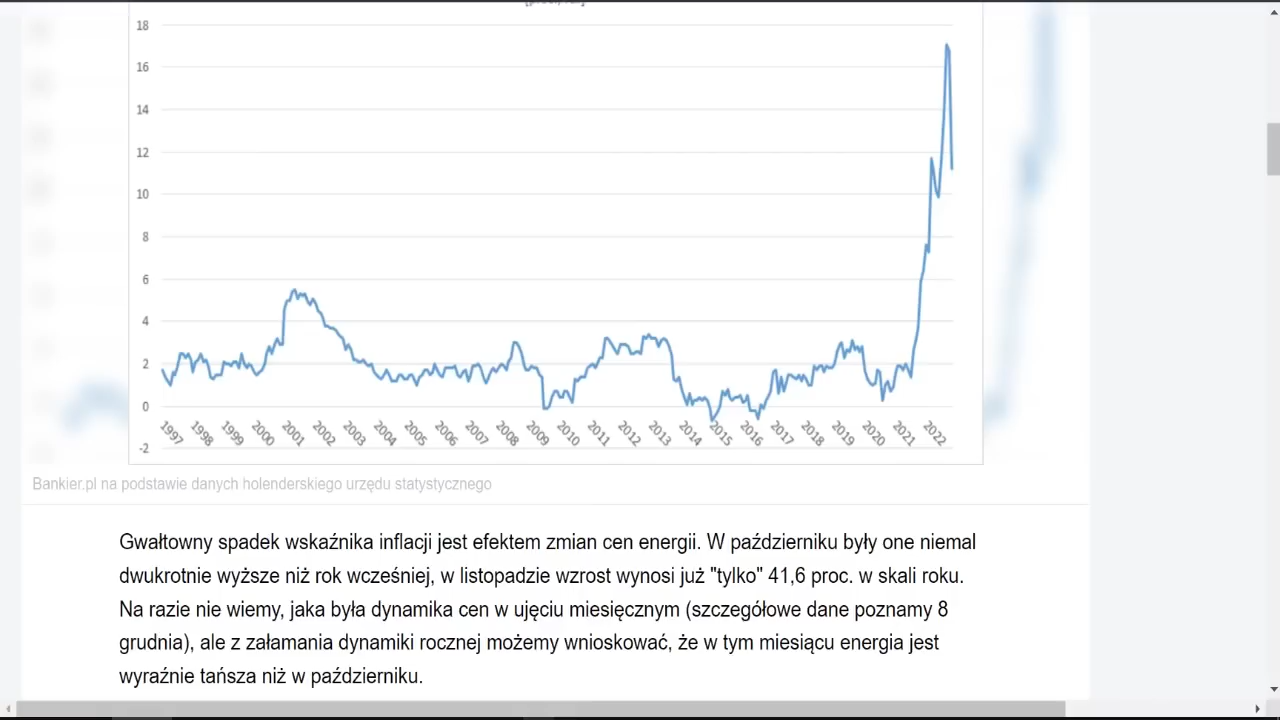 18
16
14
12
10
8
6
4
2
0
-2
1997 1998 1999 2000 2001 2002 2003 2004 2005 2006 2007 2008 2009 2010 2011 2012 2013 2014 2015 2016 2017 2018 2019 2020 2021 2022
Bankier.pl na podstawie danych holenderskiego urzędu statystycznego
Gwałtowny spadek wskaźnika inflacji jest efektem zmian cen energii. W październiku były one niemal
dwukrotnie wyższe niż rok wcześniej, w listopadzie wzrost wynosi już "tylko" 41,6 proc. w skali roku.
Na razie nie wiemy, jaka była dynamika cen w ujęciu miesięcznym (szczegółowe dane poznamy 8
grudnia), ale z załamania dynamiki rocznej możemy wnioskować, że w tym miesiącu energia jest
wyraźnie tańsza niż w październiku.